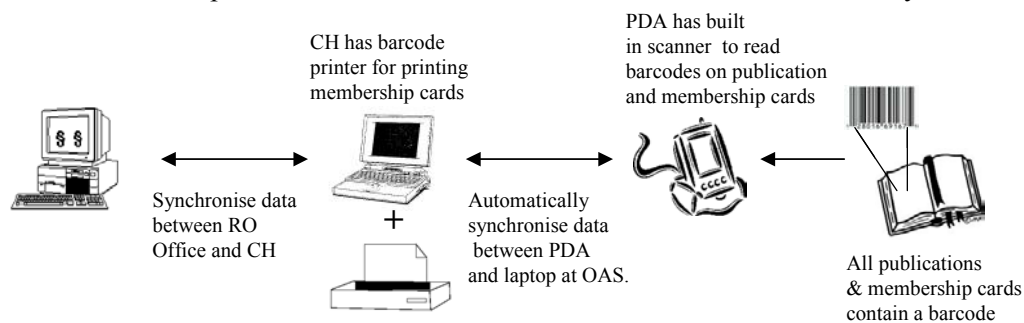 CH has barcode
printer for printing
membership cards
PDA has built
in scanner to read
barcodes on publication
and membership cards
§ §
Synchronise data
between RO
Office and CH
+
Automatically
synchronise data
between PDA
and laptop at OAS.
All publications
& membership cards
contain a barcode